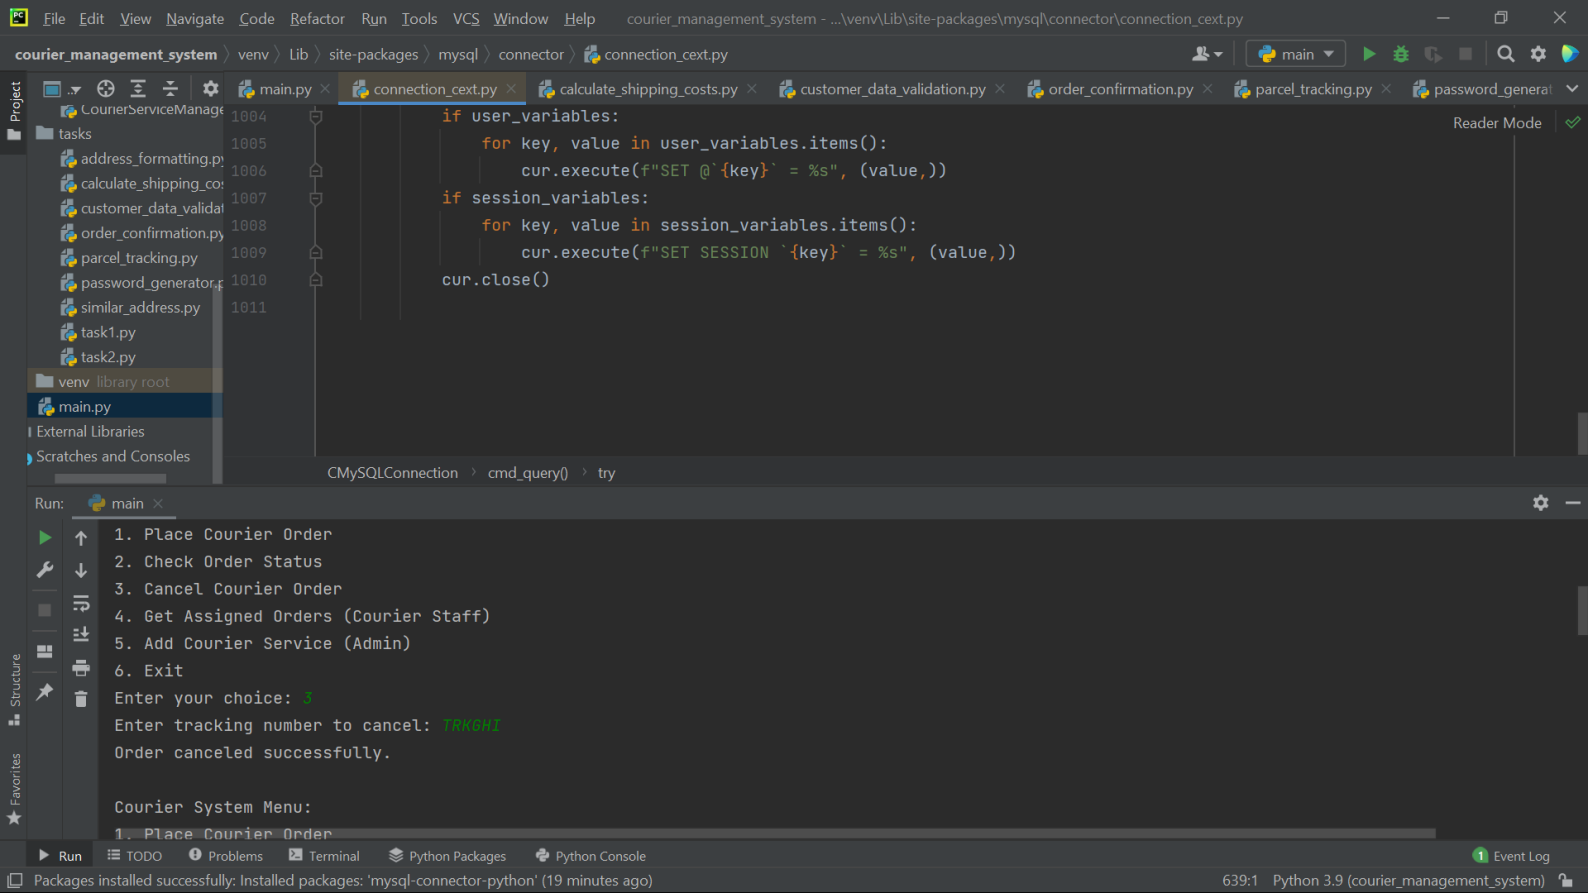 PC File Edit View Navigate Code Refactor Run Tools VCS Window Help courier_management_system - ...\venv\Lib\site-packages\mysql\connector\connection_cext.py
courier_management_system venv Lib site-packages mysql connector connection_cext.py main
main.py connection_cext.py calculate_shipping_costs.py customer_data_validation.py order_confirmation.py parcel_tracking.py password_generat
Project
CourierServiceManage
tasks
address_formatting.py
calculate_shipping_cos
customer_data_validat
order_confirmation.py
parcel_tracking.py
password_generator.p
similar_address.py
task1.py
task2.py
venv library root
main.py
External Libraries
Scratches and Consoles
Reader Mode
1004 if user_variables:
1005 for key, value in user_variables.items():
1006 cur.execute(f"SET @`{key}` = %s", (value,))
1007 if session_variables:
1008 for key, value in session_variables.items():
1009 cur.execute(f"SET SESSION `{key}` = %s", (value,))
1010 cur.close()
1011
CMySQLConnection cmd_query() try
Run: main
1. Place Courier Order
2. Check Order Status
3. Cancel Courier Order
4. Get Assigned Orders (Courier Staff)
5. Add Courier Service (Admin)
6. Exit
Enter your choice: 3
Enter tracking number to cancel: TRKGHI
Order canceled successfully.
Courier System Menu:
1. Place Courier Order
Structure
Favorites
Run TODO Problems Terminal Python Packages Python Console 1 Event Log
Packages installed successfully: Installed packages: 'mysql-connector-python' (19 minutes ago) 639:1 Python 3.9 (courier_management_system)